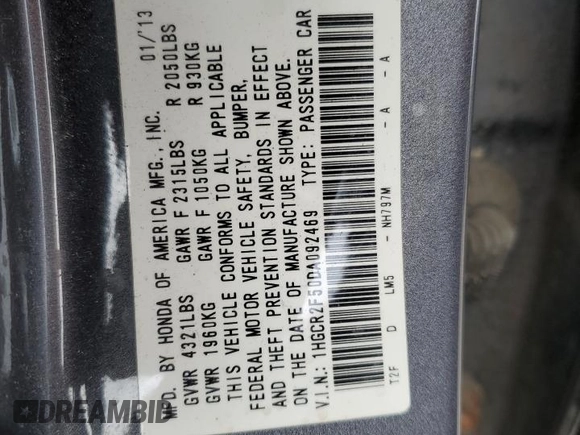 MFD. BY HONDA OF AMERICA MFG., INC. 01/'13
GVWR 4321LBS GAWR F 2315LBS R 2050LBS
GVWR 1960KG GAWR F 1050KG R 930KG
THIS VEHICLE CONFORMS TO ALL APPLICABLE
FEDERAL MOTOR VEHICLE SAFETY, BUMPER,
AND THEFT PREVENTION STANDARDS IN EFFECT
ON THE DATE OF MANUFACTURE SHOWN ABOVE.
V.I.N.: 1HGCR2F50DA092469 TYPE: PASSENGER CAR
T2F D LM5 - NH797M - A - A
DREAMBID